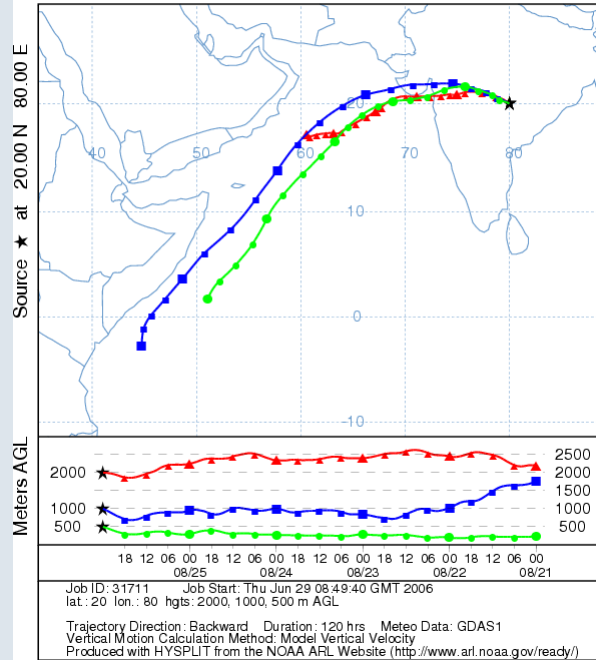 Source ★ at 20.00 N 80.00 E
20
40
50
60
70
80
10
0
-10
Meters AGL
2000
1000
500
2500
2000
1500
1000
500
18 12 06 00 18 12 06 00 18 12 06 00 18 12 06 00 18 12 06 00
08/25 08/24 08/23 08/22 08/21
Job ID: 31711 Job Start: Thu Jun 29 08:49:40 GMT 2006
lat.: 20 lon.: 80 hgts: 2000, 1000, 500 m AGL
Trajectory Direction: Backward Duration: 120 hrs Meteo Data: GDAS1
Vertical Motion Calculation Method: Model Vertical Velocity
Produced with HYSPLIT from the NOAA ARL Website (http://www.arl.noaa.gov/ready/)